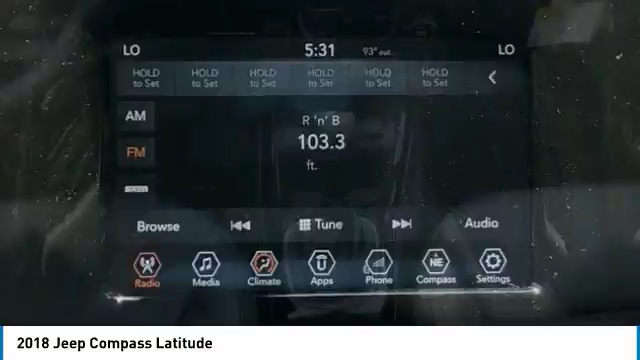 LO 5:31 93° out LO
HOLD to Set HOLD to Set HOLD to Set HOLD to Set HOLD to Set HOLD to Set
AM
R 'n' B
103.3
FM
ft.
Browse Tune Audio
Radio Media Climate Apps Phone NE Compass Settings
2018 Jeep Compass Latitude